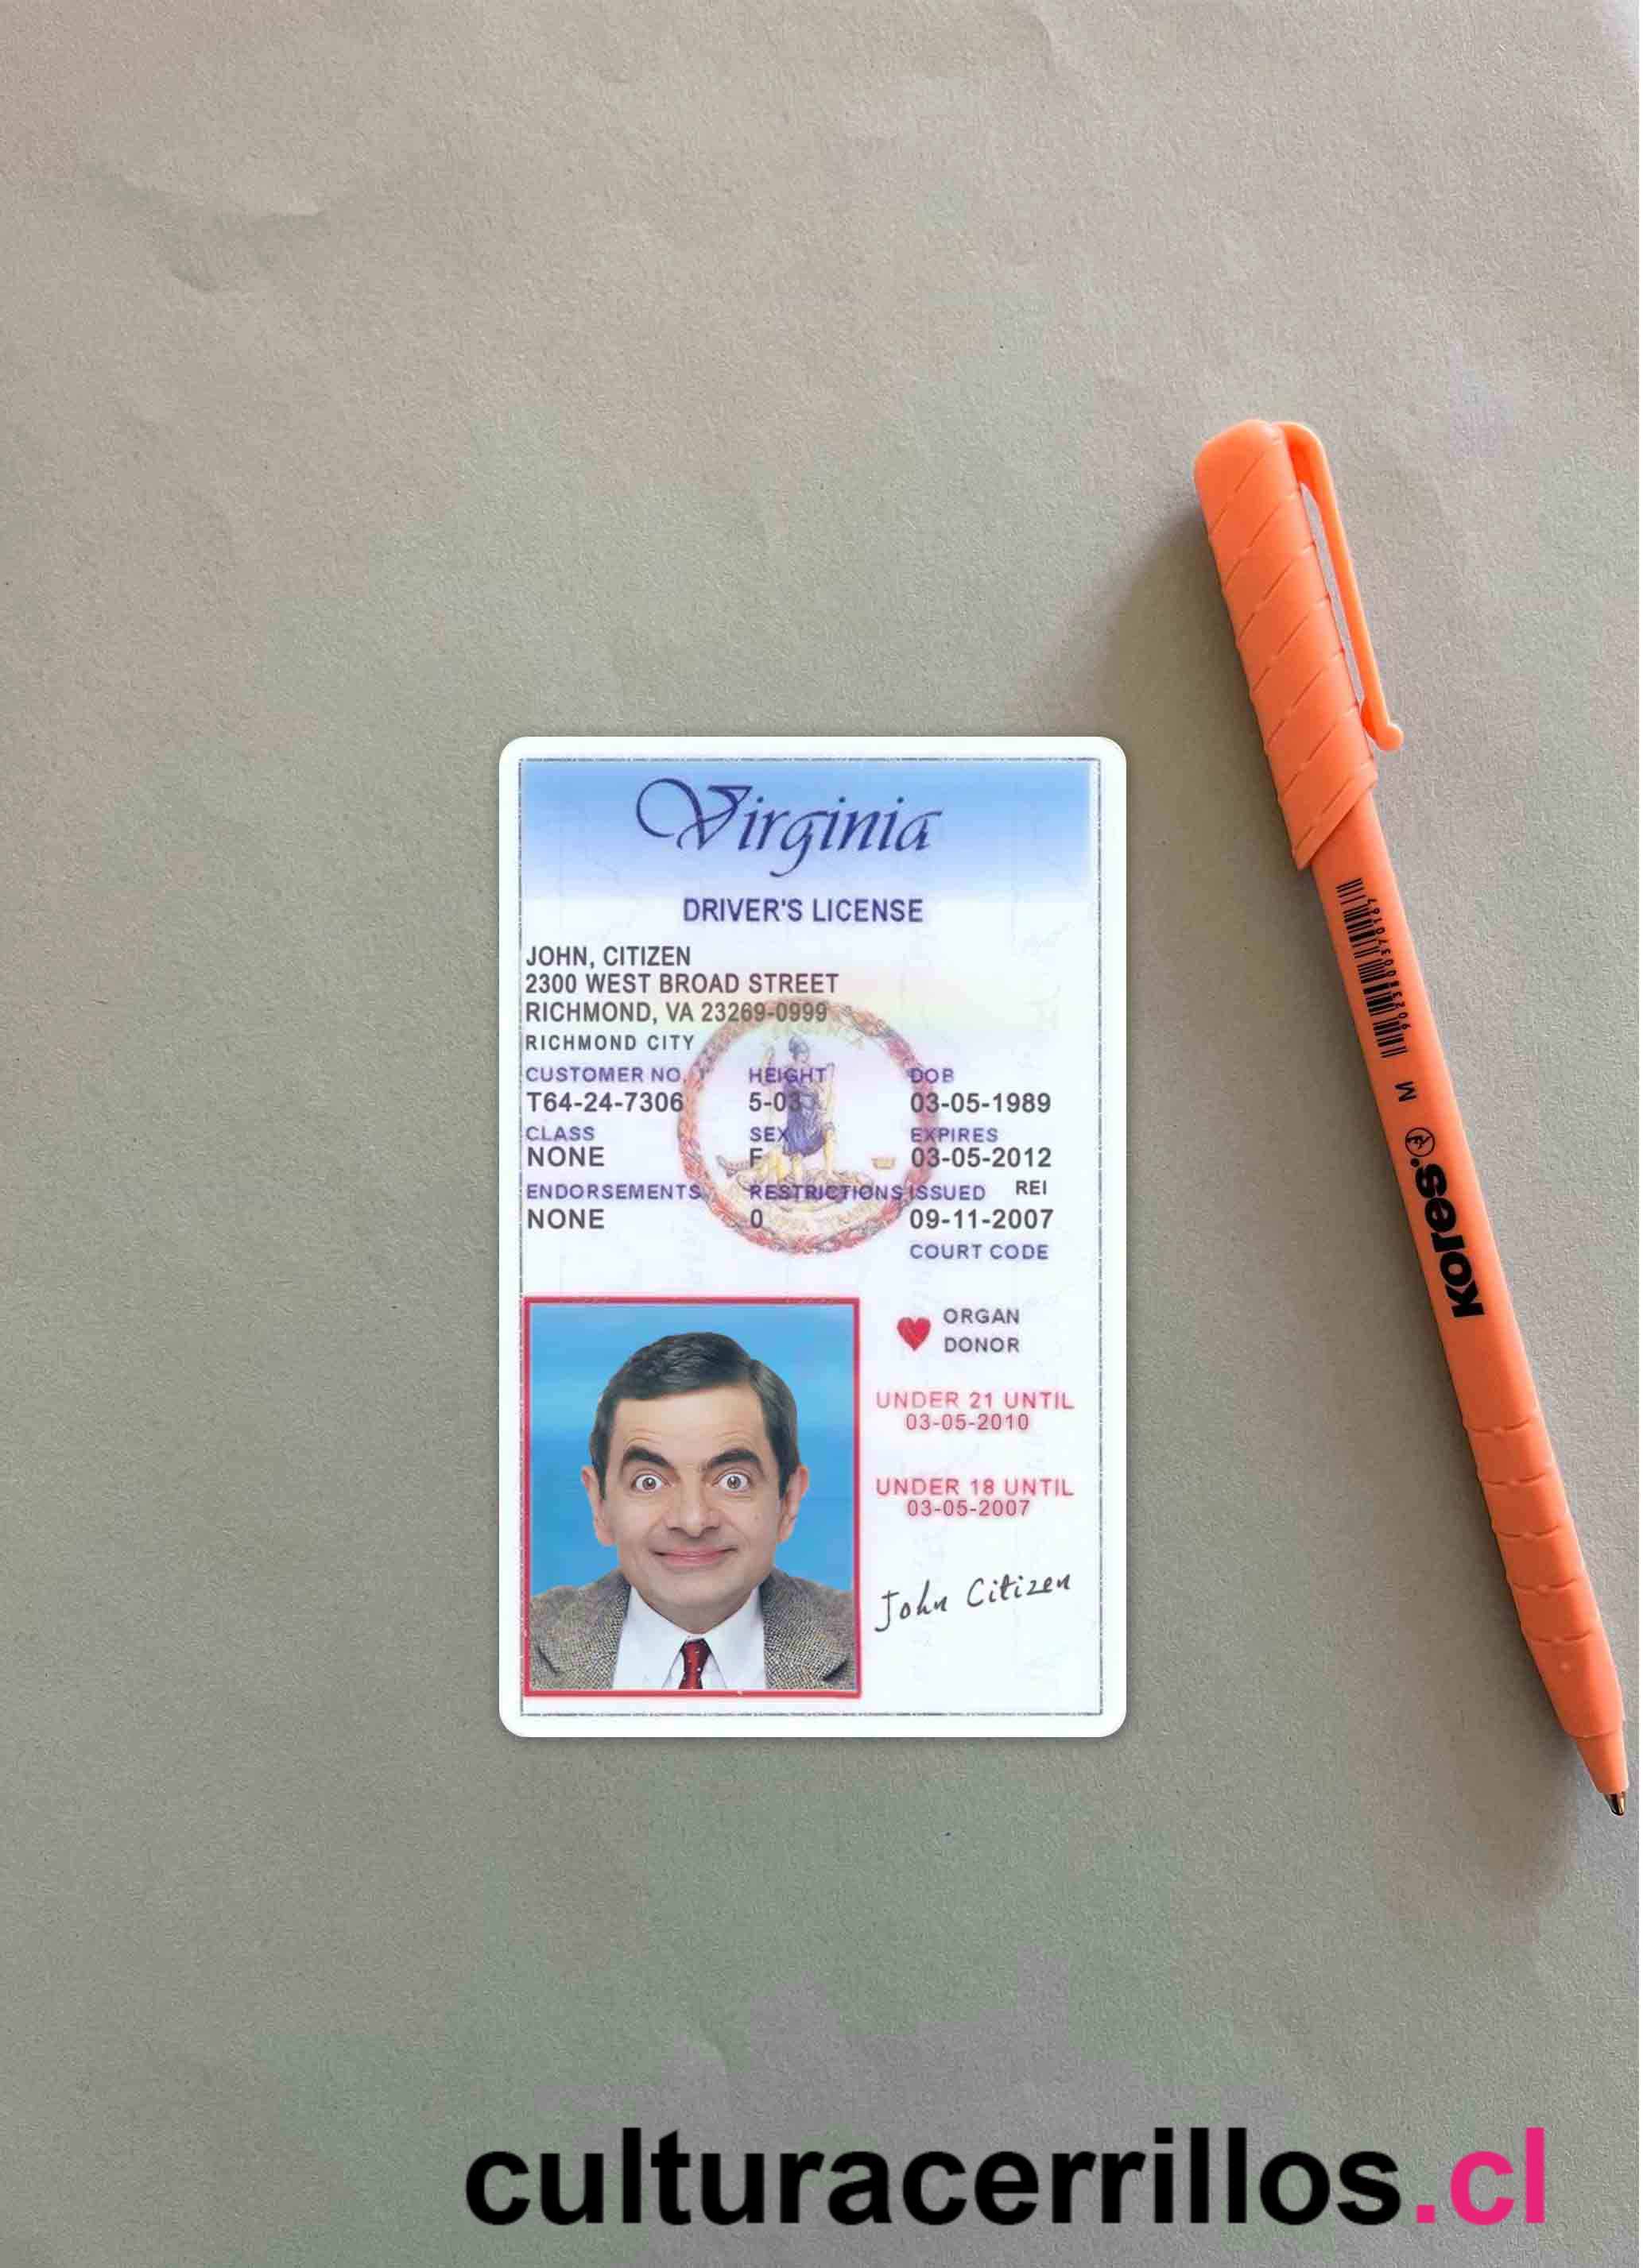 Virginia
DRIVER'S LICENSE
JOHN, CITIZEN
2300 WEST BROAD STREET
RICHMOND, VA 23269-0999
RICHMOND CITY
CUSTOMER NO. HEIGHT DOB
T64-24-7306 5-03 03-05-1989
CLASS SEX EXPIRES
NONE F 03-05-2012
ENDORSEMENTS RESTRICTIONS ISSUED REI
NONE 0 09-11-2007
COURT CODE
ORGAN
DONOR
UNDER 21 UNTIL
03-05-2010
UNDER 18 UNTIL
03-05-2007
John Citizen
M Kores
culturacerrillos.cl